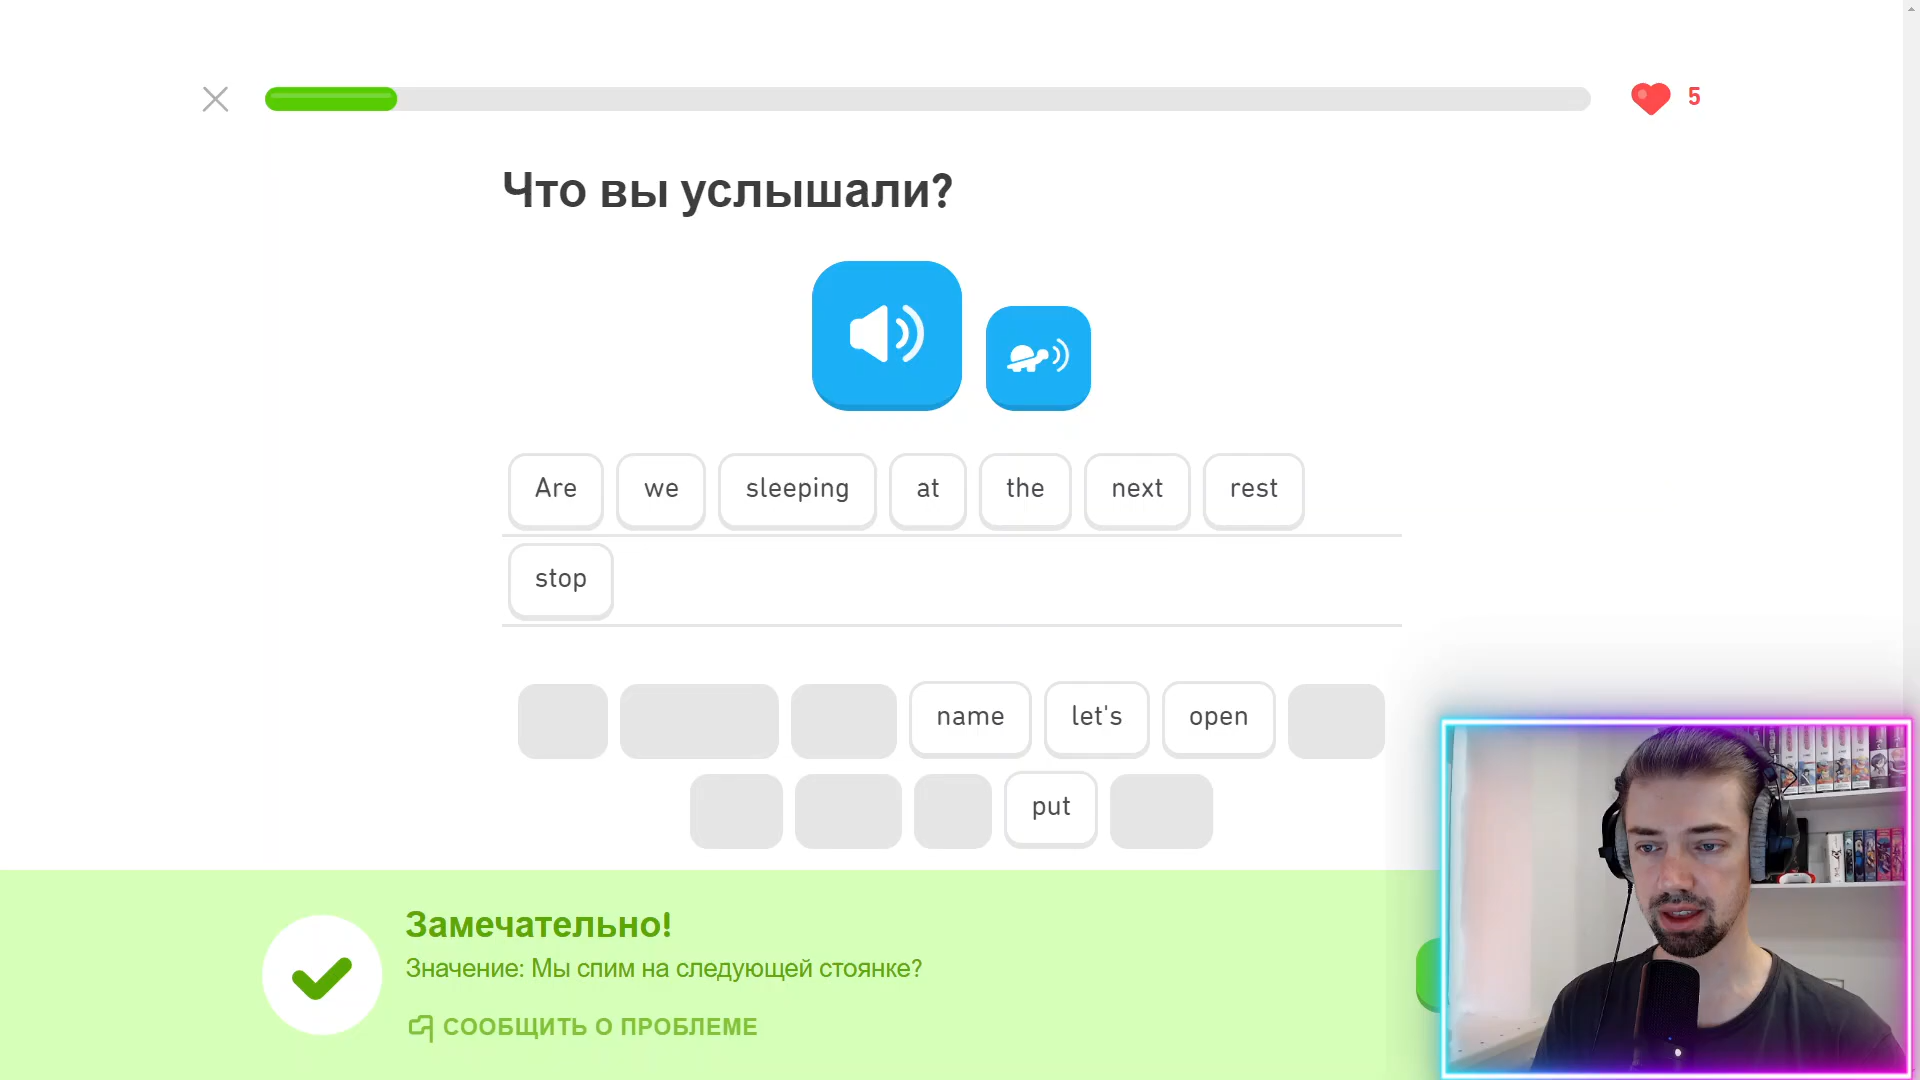 5
Что вы услышали?
Are we sleeping at the next rest
stop
name let's open
put
Замечательно!
Значение: Мы спим на следующей стоянке?
СООБЩИТЬ О ПРОБЛЕМЕ